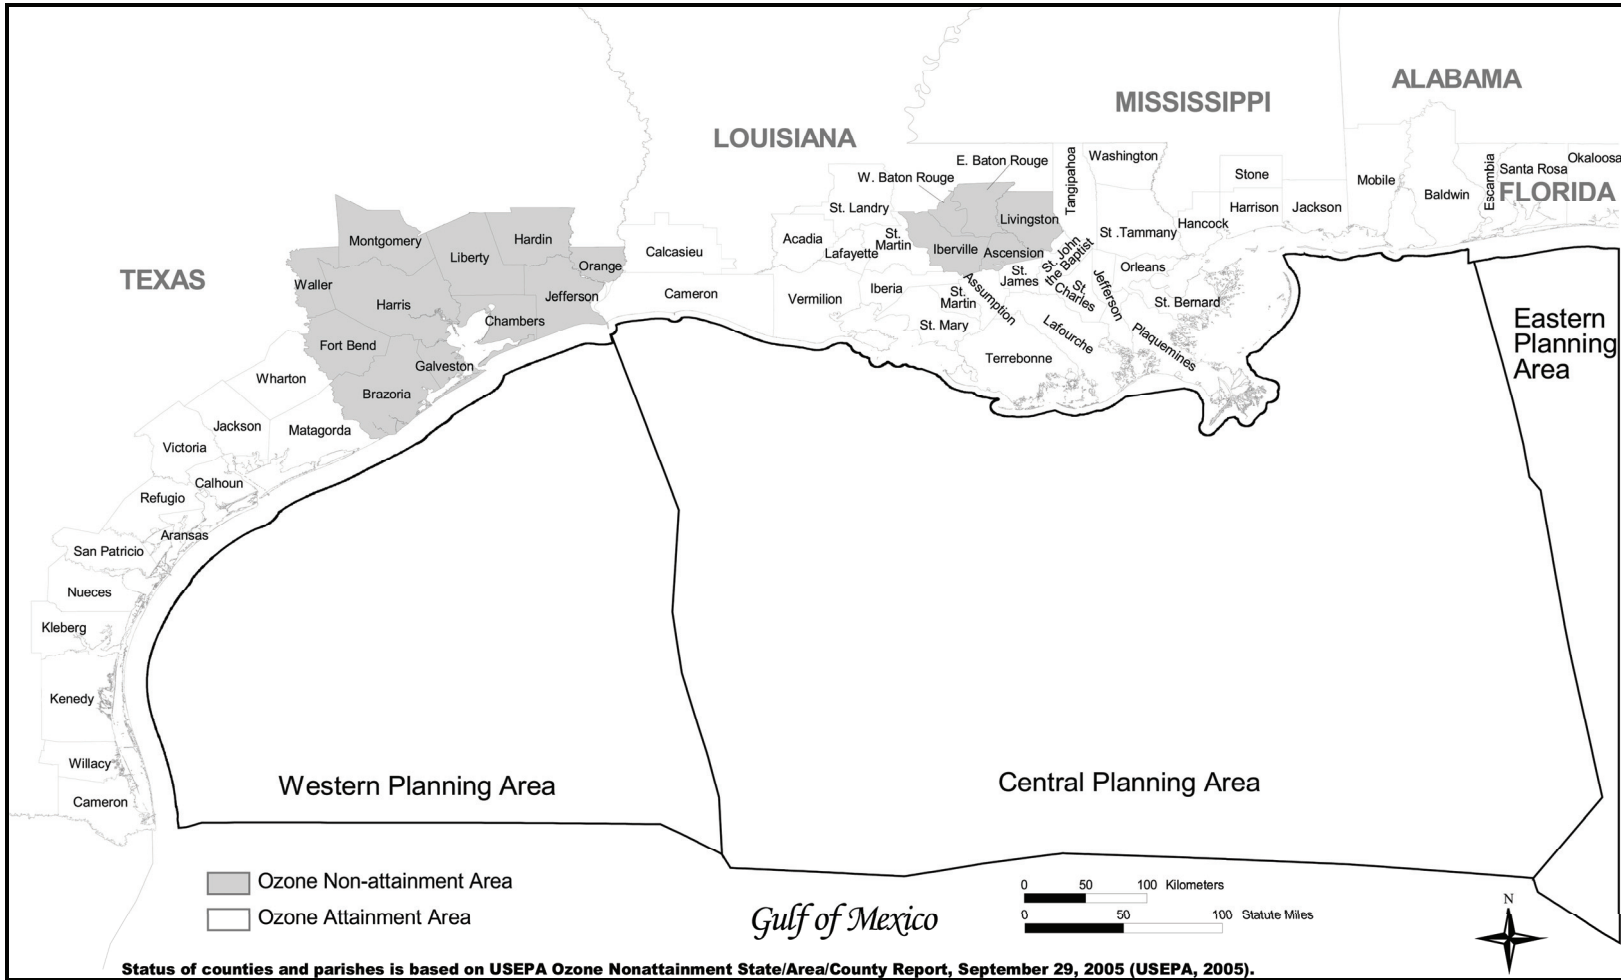 ALABAMA
MISSISSIPPI
LOUISIANA
FLORIDA
TEXAS
E. Baton Rouge
W. Baton Rouge
Tangipahoa
Washington
Stone
Mobile
Baldwin
Escambia
Santa Rosa
Okaloosa
St. Landry
Livingston
Harrison
Jackson
Hancock
St .Tammany
Montgomery
Hardin
Liberty
Orange
Calcasieu
Acadia
Lafayette
St.
Martin
Iberville
Ascension
St. John
the Baptist
St.
James
Orleans
Waller
Harris
Jefferson
Chambers
Cameron
Vermilion
Iberia
St.
Martin
Assumption
St.
Charles
Jefferson
St. Bernard
St. Mary
Lafourche
Plaquemines
Terrebonne
Fort Bend
Galveston
Brazoria
Wharton
Jackson
Matagorda
Victoria
Calhoun
Refugio
Aransas
San Patricio
Nueces
Kleberg
Kenedy
Willacy
Cameron
Eastern
Planning
Area
Western Planning Area
Central Planning Area
Ozone Non-attainment Area
Ozone Attainment Area
Gulf of Mexico
0 50 100 Kilometers
0 50 100 Statute Miles
N
Status of counties and parishes is based on USEPA Ozone Nonattainment State/Area/County Report, September 29, 2005 (USEPA, 2005).